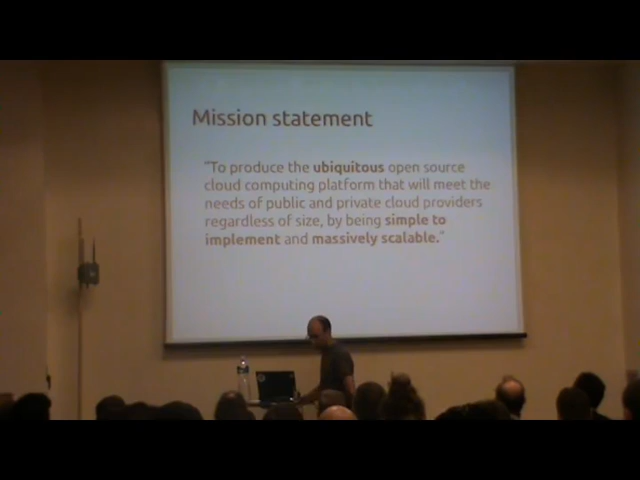 Mission statement
"To produce the ubiquitous open source
cloud computing platform that will meet the
needs of public and private cloud providers
regardless of size, by being simple to
implement and massively scalable."